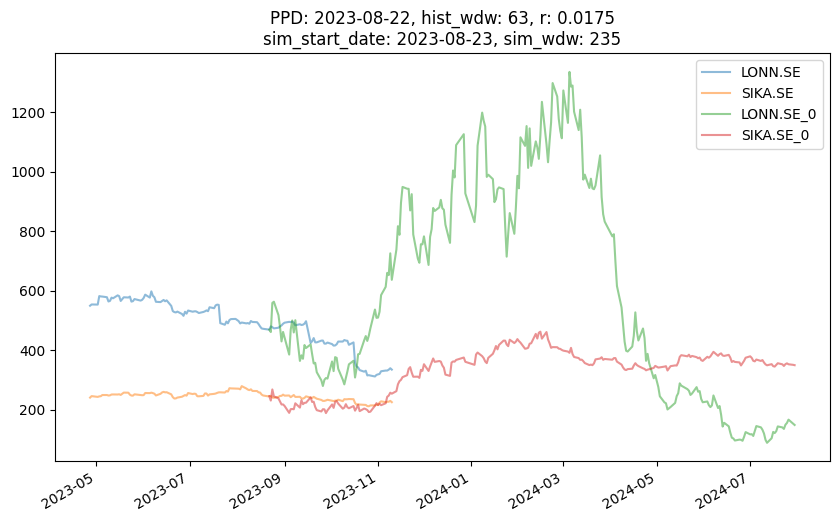 PPD: 2023-08-22, hist_wdw: 63, r: 0.0175
sim_start_date: 2023-08-23, sim_wdw: 235
LONN.SE
SIKA.SE
LONN.SE_0
SIKA.SE_0
1200
1000
800
600
400
200
2023-05
2023-07
2023-09
2023-11
2024-01
2024-03
2024-05
2024-07